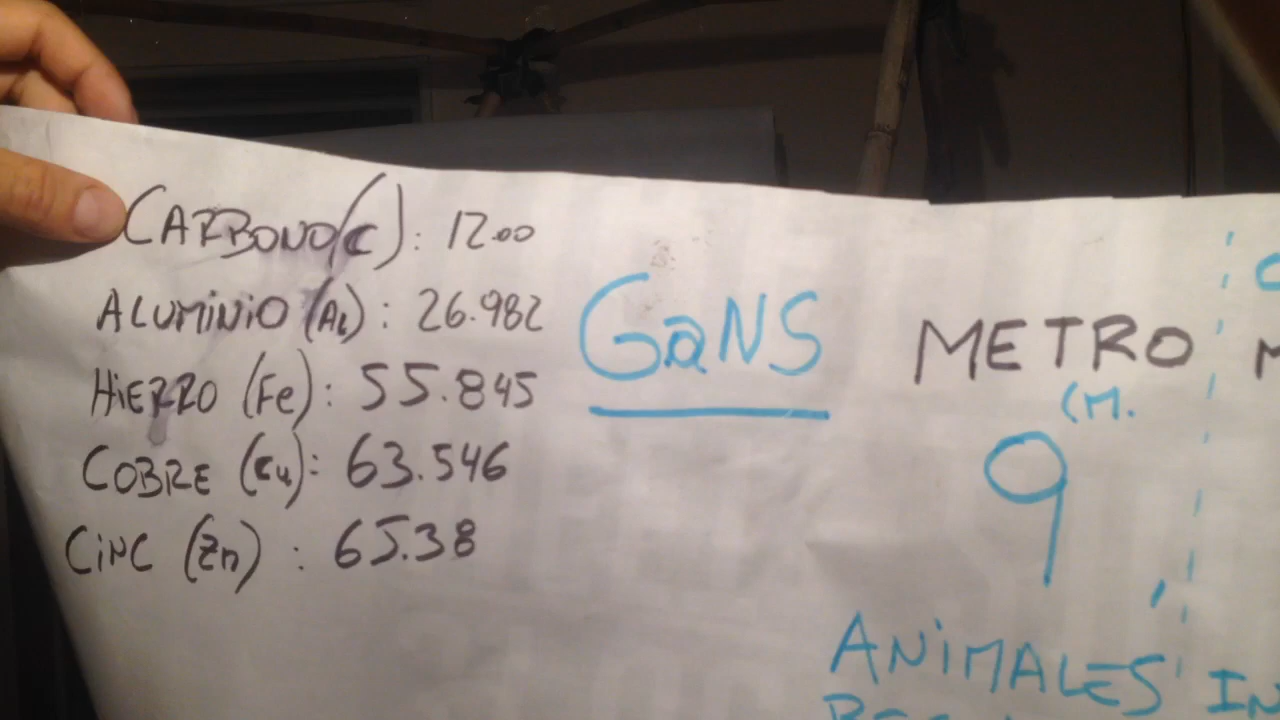 CARBONO (C): 12.00
ALUMINIO (AL): 26.982
HIERRO (Fe): 55.845
COBRE (Cu): 63.546
CINC (Zn): 65.38
GaNS
METRO
(M.
9
ANIMALES
IN